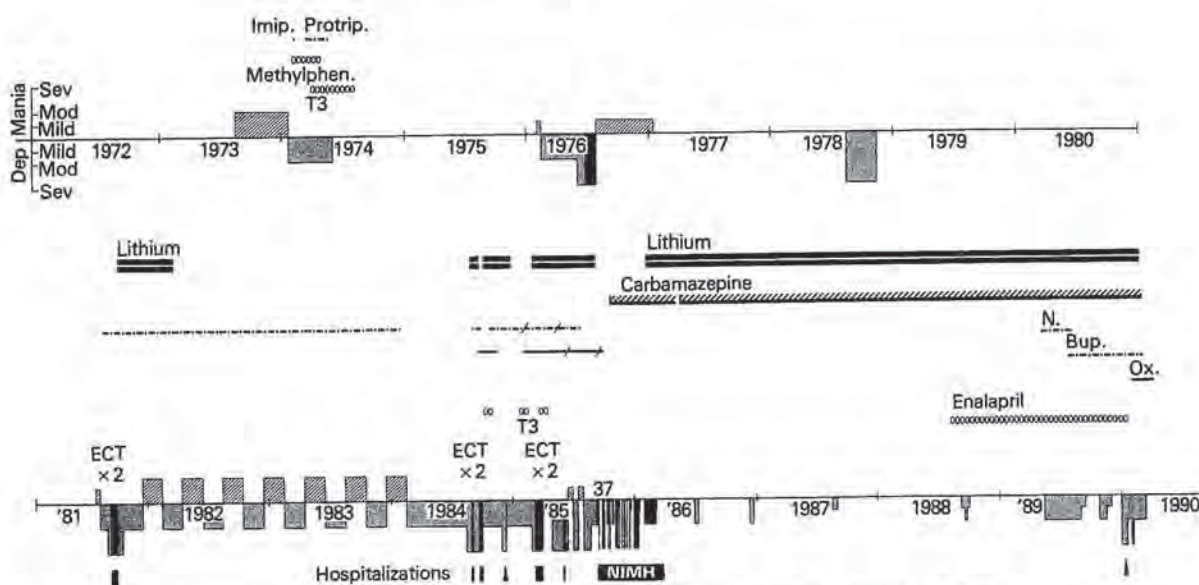 Imip. Protrip.
Methylphen.
T3
Dep Mania
Sev
Mod
Mild
Mild
Mod
Sev
1972 1973 1974 1975 1976 1977 1978 1979 1980
Lithium Lithium
Carbamazepine
N.
Bup.
Ox.
Enalapril
T3
ECT ECT ECT
×2 ×2 ×2
37
'81 1982 1983 1984 '85 '86 1987 1988 '89 1990
Hospitalizations NIMH